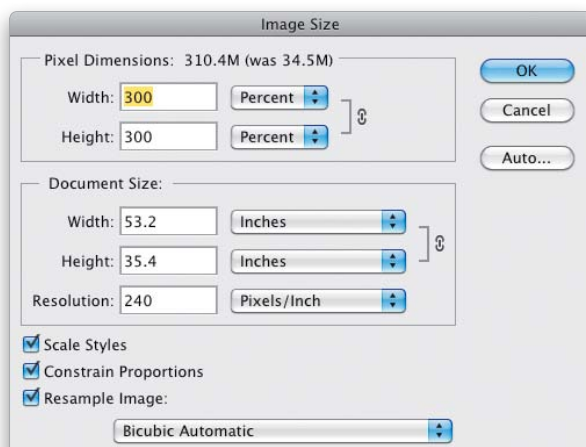 Image Size
Pixel Dimensions: 310.4M (was 34.5M)
Width: 300 Percent
Height: 300 Percent
OK
Cancel
Auto...
Document Size:
Width: 53.2 Inches
Height: 35.4 Inches
Resolution: 240 Pixels/Inch
Scale Styles
Constrain Proportions
Resample Image:
Bicubic Automatic